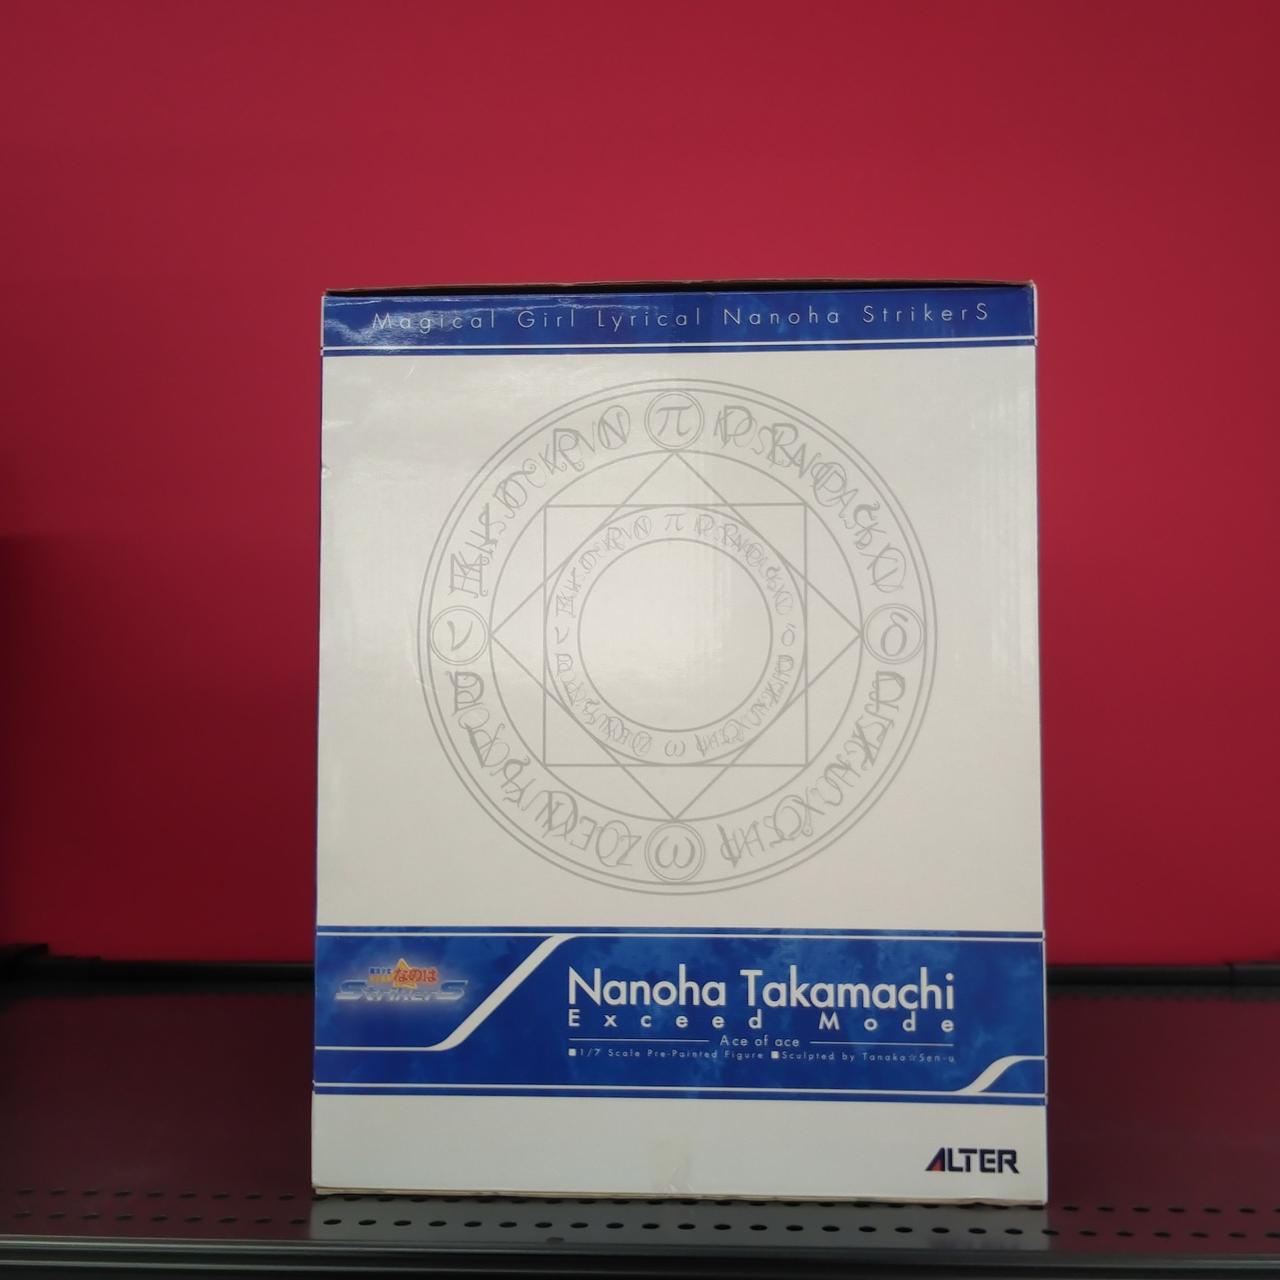 Magical Girl Lyrical Nanoha StrikerS
π
ν
δ
ω
π
ν
δ
ω
なのは
StrikerS
Nanoha Takamachi
Exceed Mode
Ace of ace
■1/7 Scale Pre-Painted Figure ■Sculpted by Tanaka☆Sen-u
ALTER